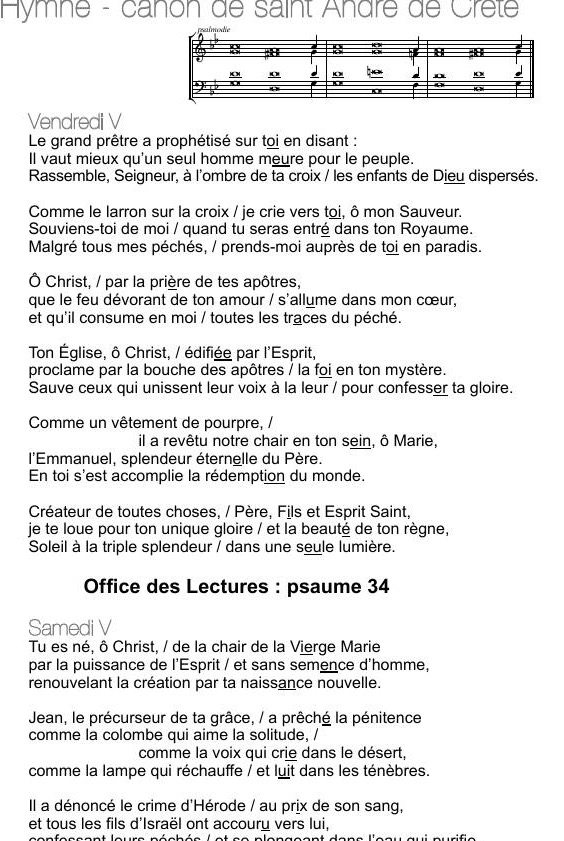 Hymne - canon de saint André de Crète
psalmodie
Vendredi V
Le grand prêtre a prophétisé sur toi en disant :
Il vaut mieux qu'un seul homme meure pour le peuple.
Rassemble, Seigneur, à l'ombre de ta croix / les enfants de Dieu dispersés.
Comme le larron sur la croix / je crie vers toi, ô mon Sauveur.
Souviens-toi de moi / quand tu seras entré dans ton Royaume.
Malgré tous mes péchés, / prends-moi auprès de toi en paradis.
Ô Christ, / par la prière de tes apôtres,
que le feu dévorant de ton amour / s'allume dans mon cœur,
et qu'il consume en moi / toutes les traces du péché.
Ton Église, ô Christ, / édifiée par l'Esprit,
proclame par la bouche des apôtres / la foi en ton mystère.
Sauve ceux qui unissent leur voix à la leur / pour confesser ta gloire.
Comme un vêtement de pourpre, /
il a revêtu notre chair en ton sein, ô Marie,
l'Emmanuel, splendeur éternelle du Père.
En toi s'est accomplie la rédemption du monde.
Créateur de toutes choses, / Père, Fils et Esprit Saint,
je te loue pour ton unique gloire / et la beauté de ton règne,
Soleil à la triple splendeur / dans une seule lumière.
Office des Lectures : psaume 34
Samedi V
Tu es né, ô Christ, / de la chair de la Vierge Marie
par la puissance de l'Esprit / et sans semence d'homme,
renouvelant la création par ta naissance nouvelle.
Jean, le précurseur de ta grâce, / a prêché la pénitence
comme la colombe qui aime la solitude, /
comme la voix qui crie dans le désert,
comme la lampe qui réchauffe / et luit dans les ténèbres.
Il a dénoncé le crime d'Hérode / au prix de son sang,
et tous les fils d'Israël ont accouru vers lui,
confessant leurs péchés / et se plongeant dans l'eau qui purifie